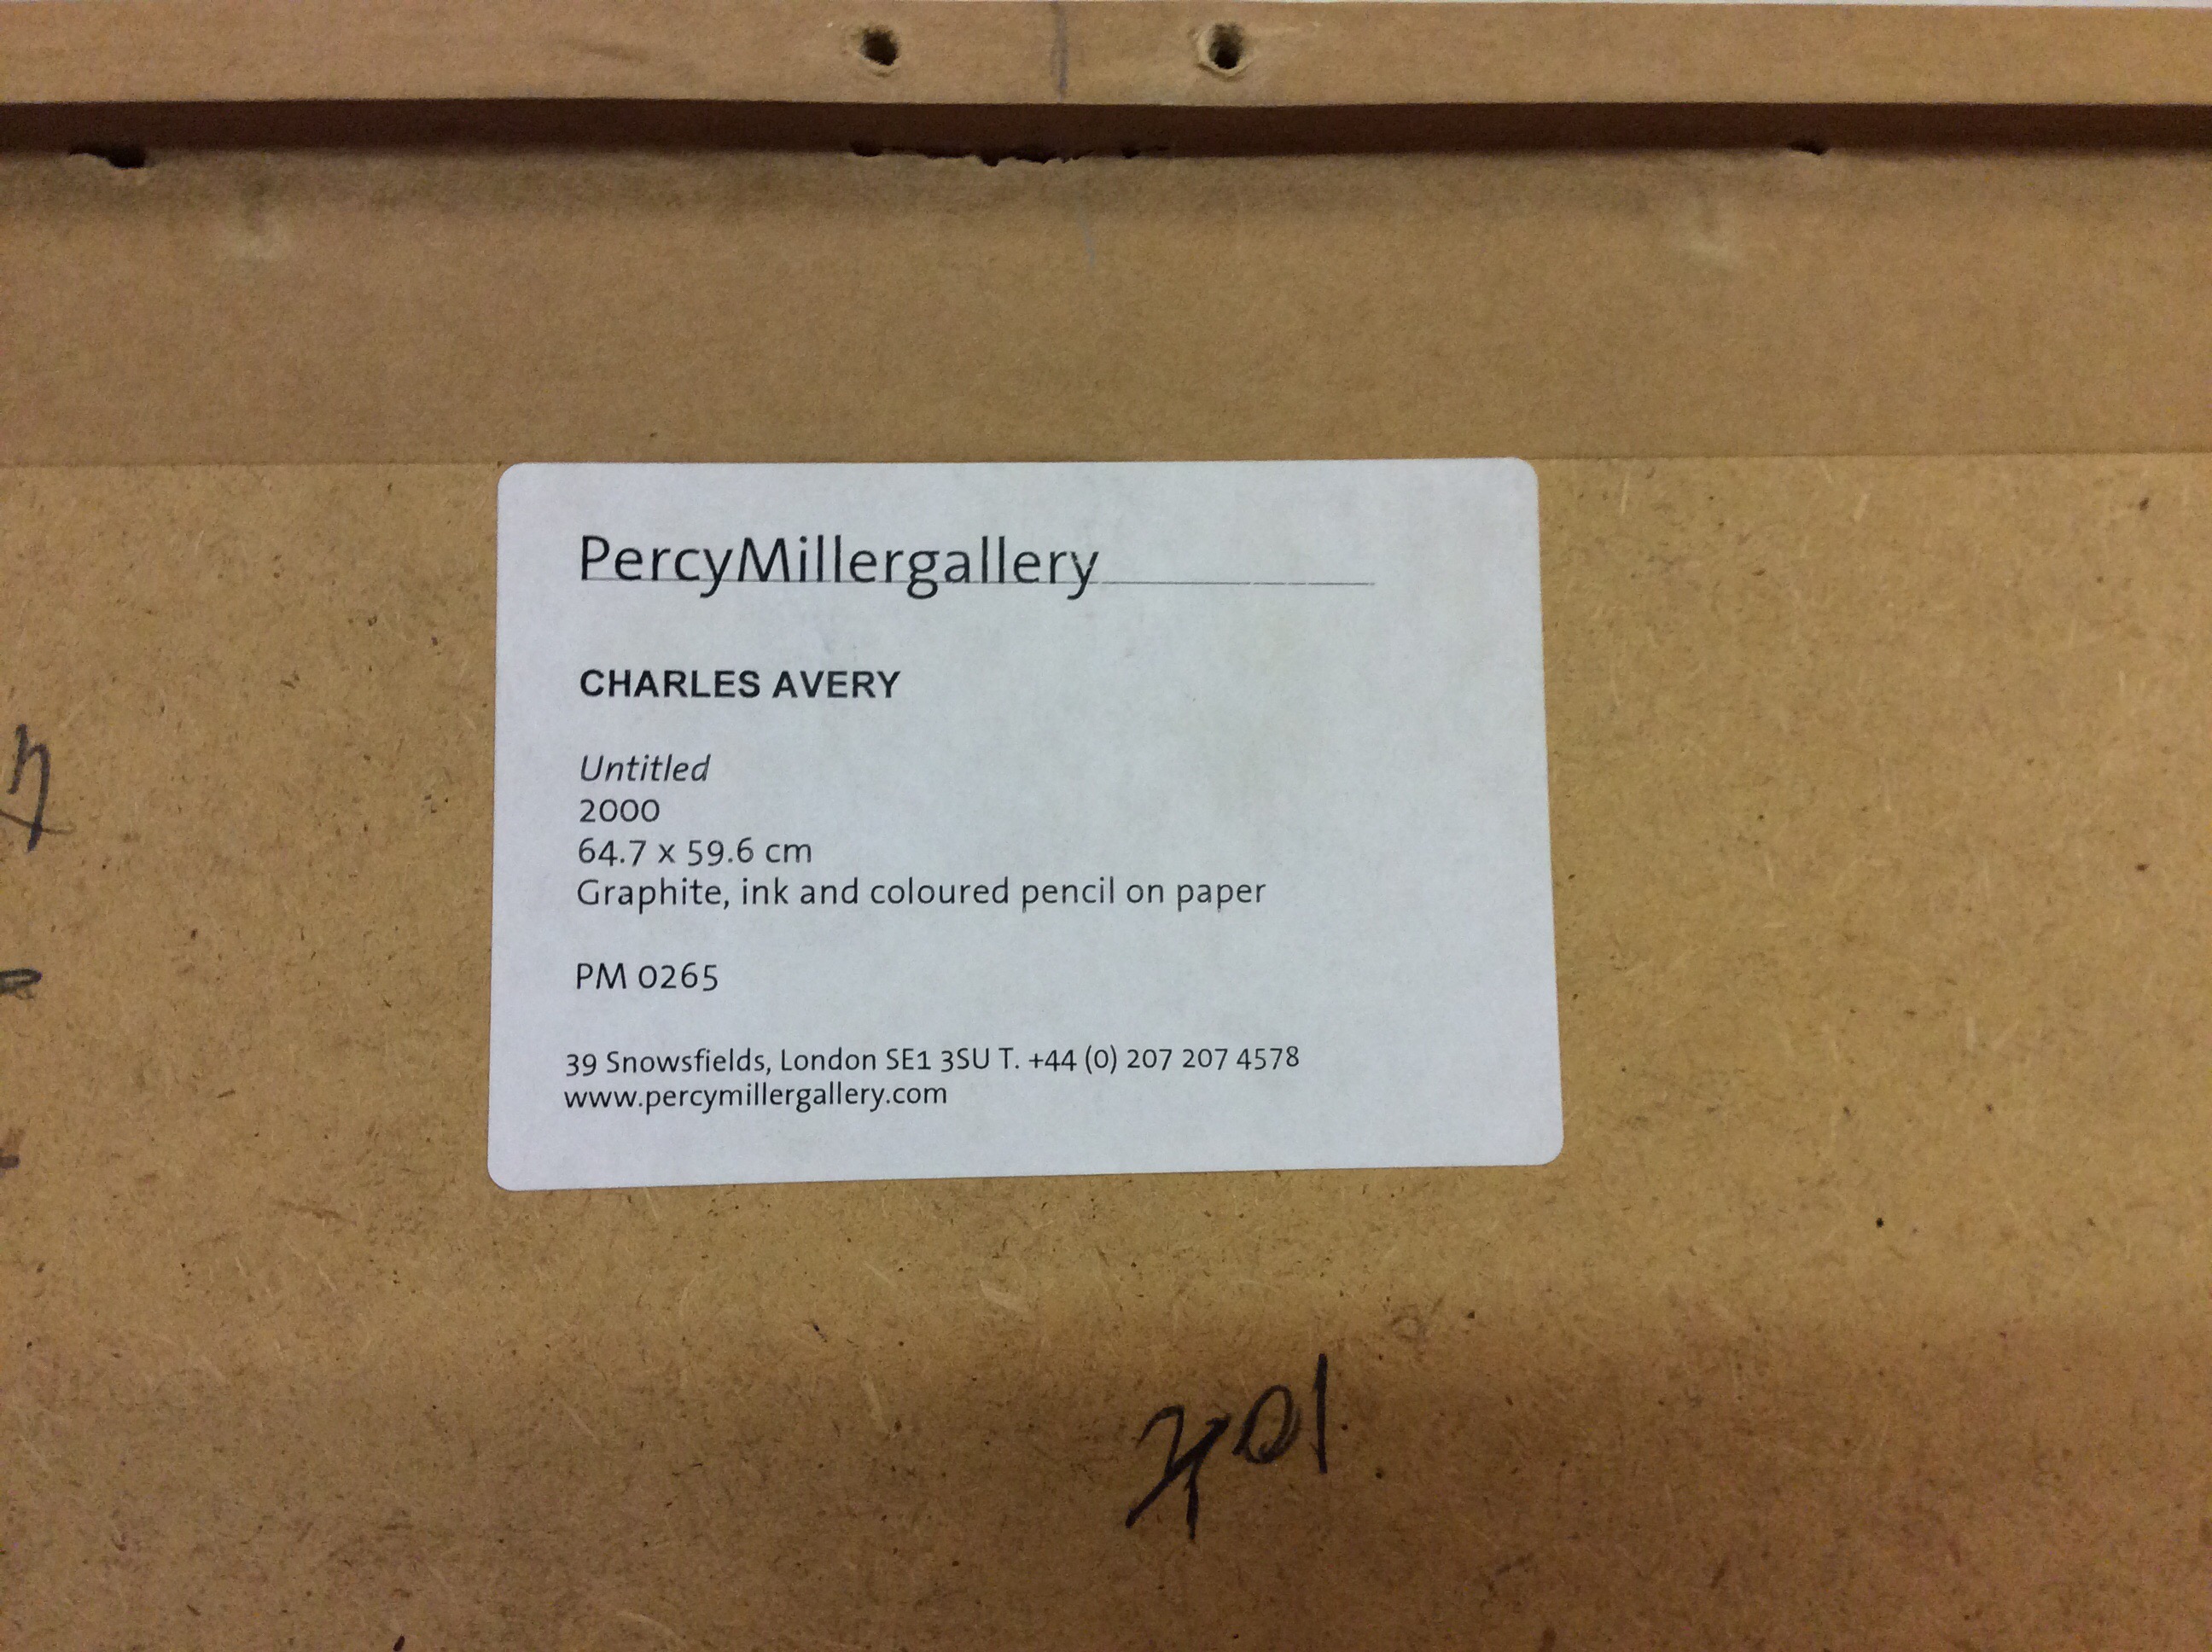 PercyMillergallery
CHARLES AVERY
Untitled
2000
64.7 x 59.6 cm
Graphite, ink and coloured pencil on paper
PM 0265
39 Snowsfields, London SE1 3SU T. +44 (0) 207 207 4578
www.percymillergallery.com